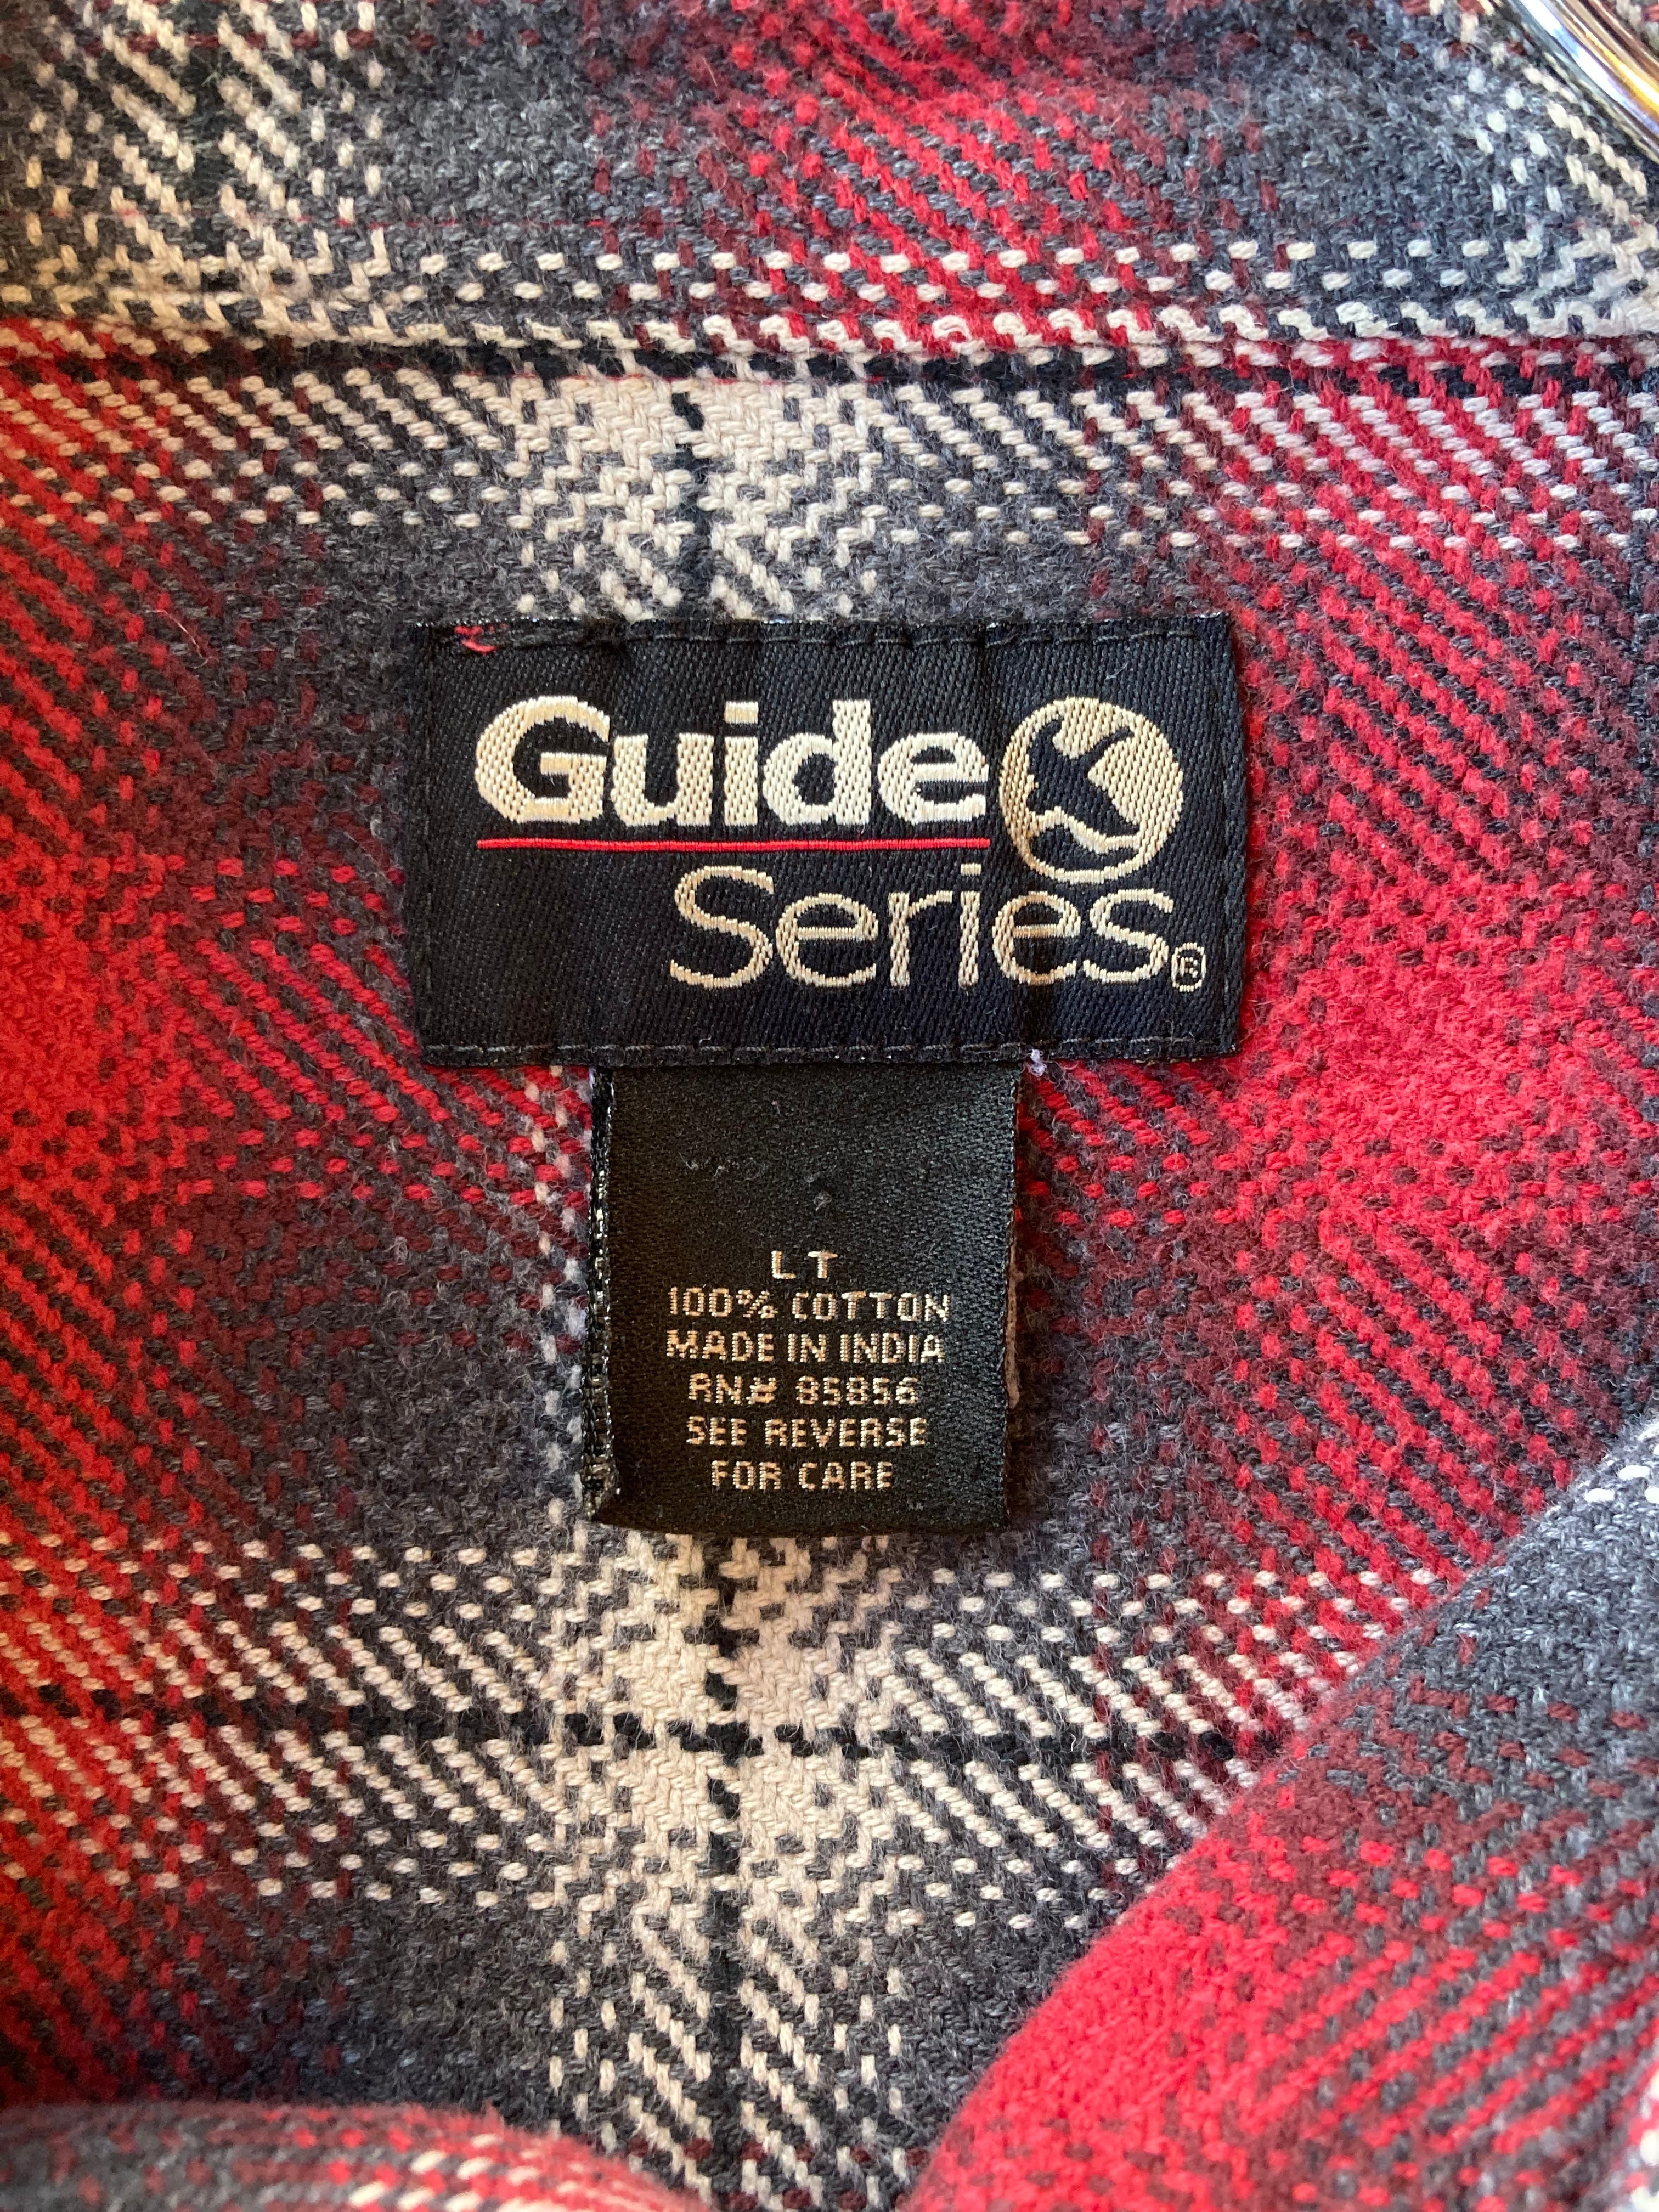 Guide
Series®
LT
100% COTTON
MADE IN INDIA
RN# 85856
SEE REVERSE
FOR CARE